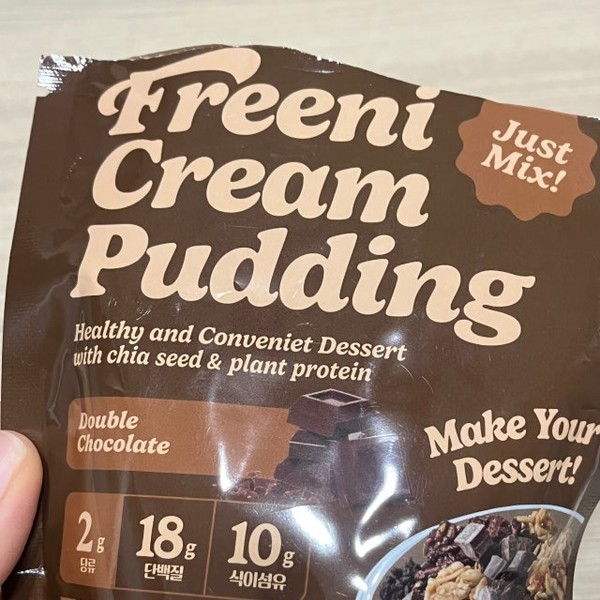 Freeni
Cream
Pudding
Just
Mix!
Healthy and Conveniet Dessert
with chia seed & plant protein
Double
Chocolate
Make Your
Dessert!
2g
당류
18g
단백질
10g
식이섬유